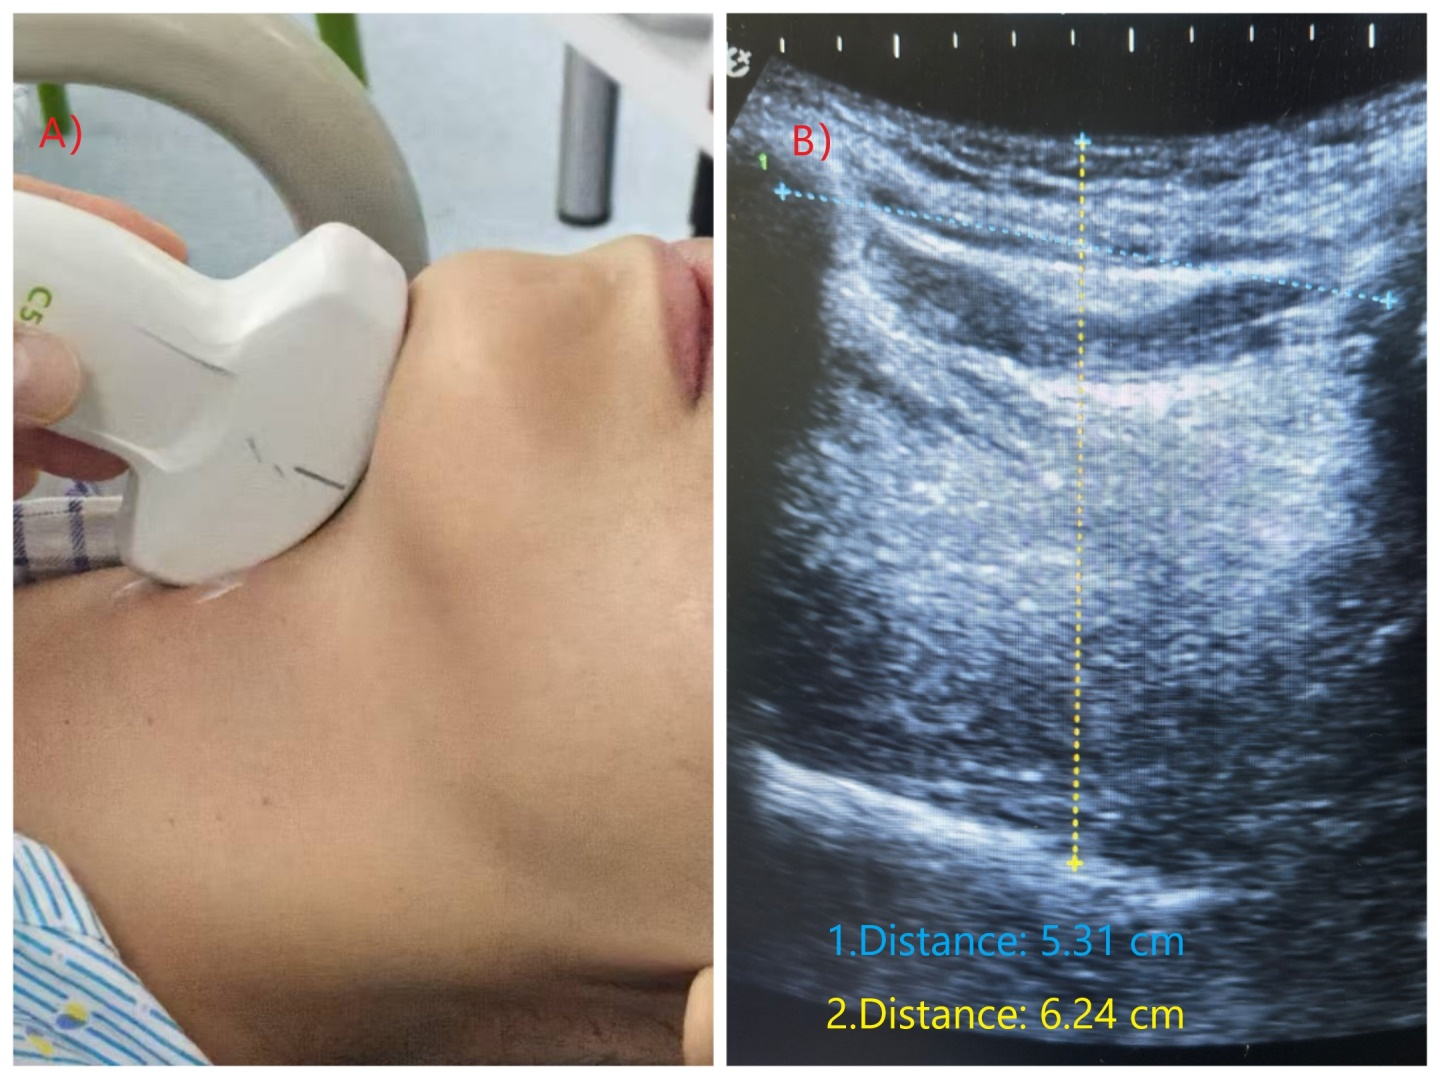 A)
C5
B)
1
1.Distance: 5.31 cm
2.Distance: 6.24 cm